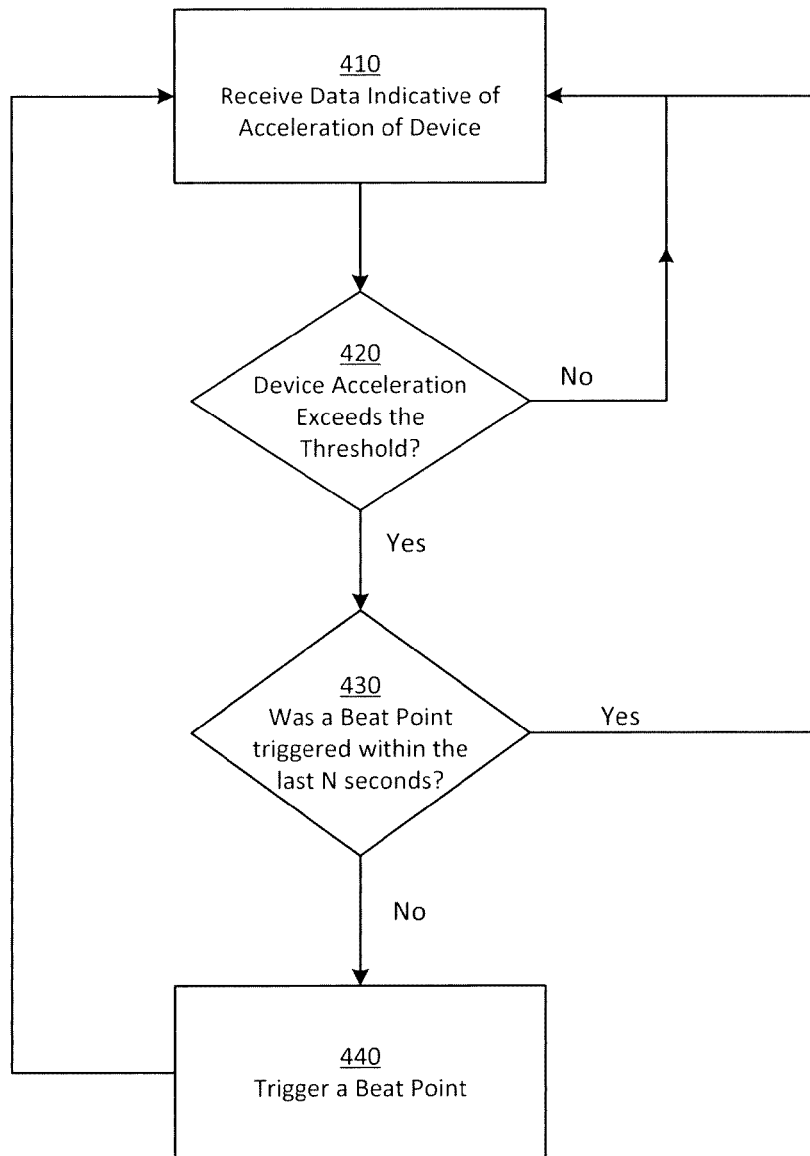 410
Receive Data Indicative of
Acceleration of Device
420
Device Acceleration
Exceeds the
Threshold?
No
Yes
430
Was a Beat Point
triggered within the
last N seconds?
Yes
No
440
Trigger a Beat Point